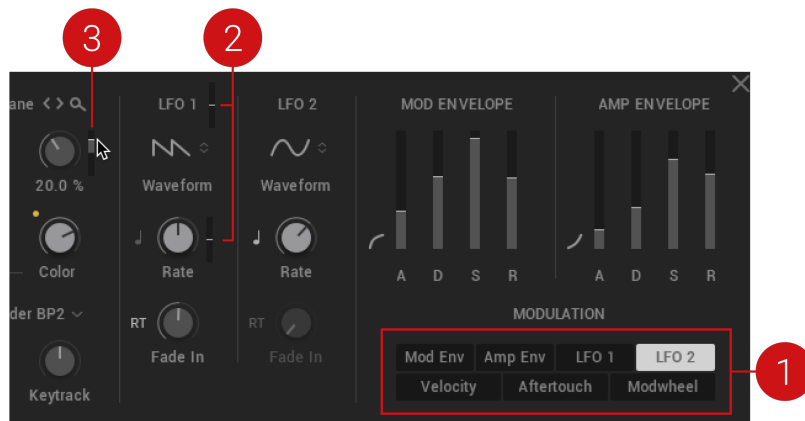 3
2
ane
LFO 1
LFO 2
MOD ENVELOPE
AMP ENVELOPE
20.0 %
Waveform
Waveform
Color
Rate
Rate
A D S R
A D S R
der BP2
RT
RT
Fade In
Fade In
Keytrack
MODULATION
Mod Env Amp Env LFO 1 LFO 2
Velocity Aftertouch Modwheel
1